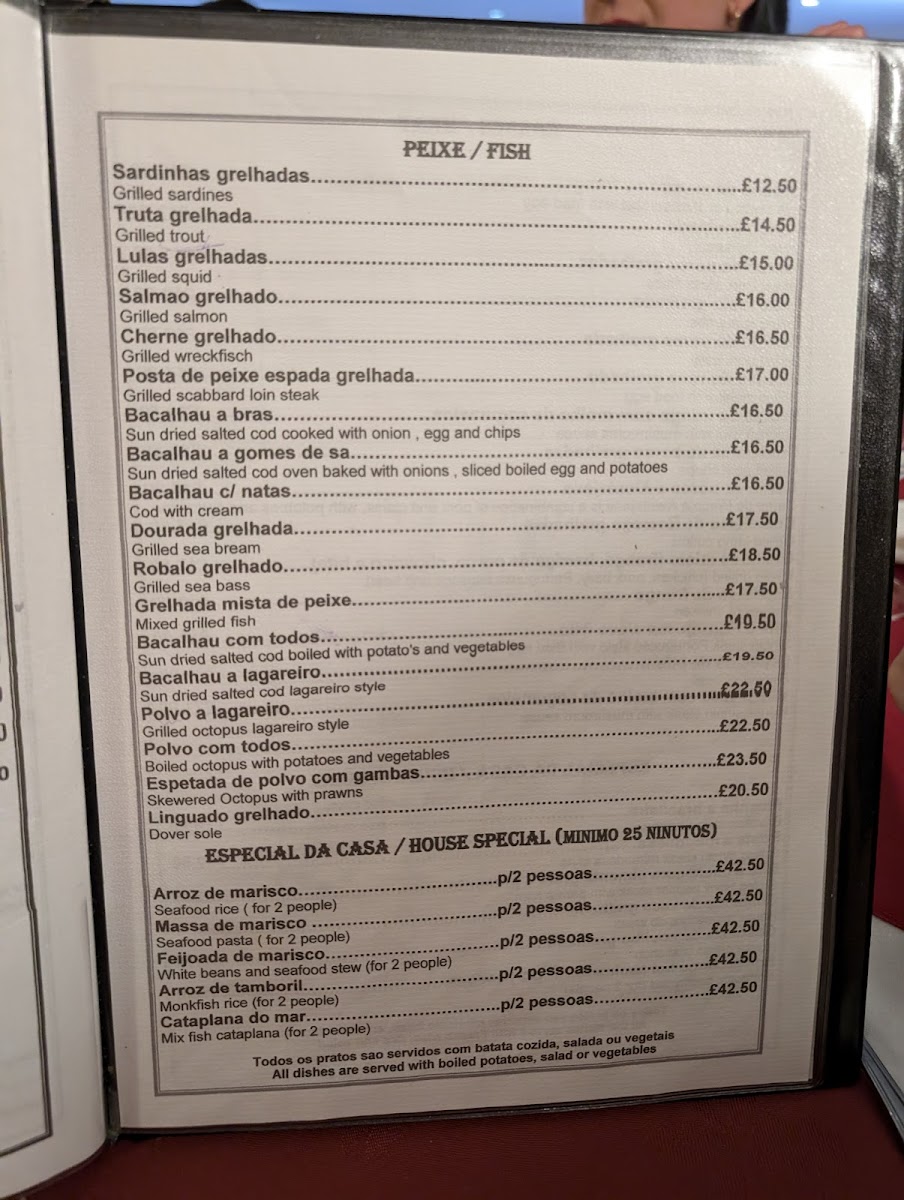 PEIXE / FISH
Sardinhas grelhadas..........£12.50
Grilled sardines
Truta grelhada..........£14.50
Grilled trout
Lulas grelhadas..........£15.00
Grilled squid
Salmao grelhado..........£16.00
Grilled salmon
Cherne grelhado..........£16.50
Grilled wreckfisch
Posta de peixe espada grelhada..........£17.00
Grilled scabbard loin steak
Bacalhau a bras..........£16.50
Sun dried salted cod cooked with onion , egg and chips
Bacalhau a gomes de sa..........£16.50
Sun dried salted cod oven baked with onions , sliced boiled egg and potatoes
Bacalhau c/ natas..........£16.50
Cod with cream
Dourada grelhada..........£17.50
Grilled sea bream
Robalo grelhado..........£18.50
Grilled sea bass
Grelhada mista de peixe..........£17.50
Mixed grilled fish
Bacalhau com todos..........£19.50
Sun dried salted cod boiled with potato's and vegetables
Bacalhau a lagareiro..........£19.50
Sun dried salted cod lagareiro style
Polvo a lagareiro..........£22.50
Grilled octopus lagareiro style
Polvo com todos..........£22.50
Boiled octopus with potatoes and vegetables
Espetada de polvo com gambas..........£23.50
Skewered Octopus with prawns
Linguado grelhado..........£20.50
Dover sole
ESPECIAL DA CASA / HOUSE SPECIAL (MINIMO 25 NINUTOS)
Arroz de marisco..........p/2 pessoas..........£42.50
Seafood rice ( for 2 people)
Massa de marisco ..........p/2 pessoas..........£42.50
Seafood pasta ( for 2 people)
Feijoada de marisco..........p/2 pessoas..........£42.50
White beans and seafood stew (for 2 people)
Arroz de tamboril..........p/2 pessoas..........£42.50
Monkfish rice (for 2 people)
Cataplana do mar..........p/2 pessoas..........£42.50
Mix fish cataplana (for 2 people)
Todos os pratos sao servidos com batata cozida, salada ou vegetais
All dishes are served with boiled potatoes, salad or vegetables